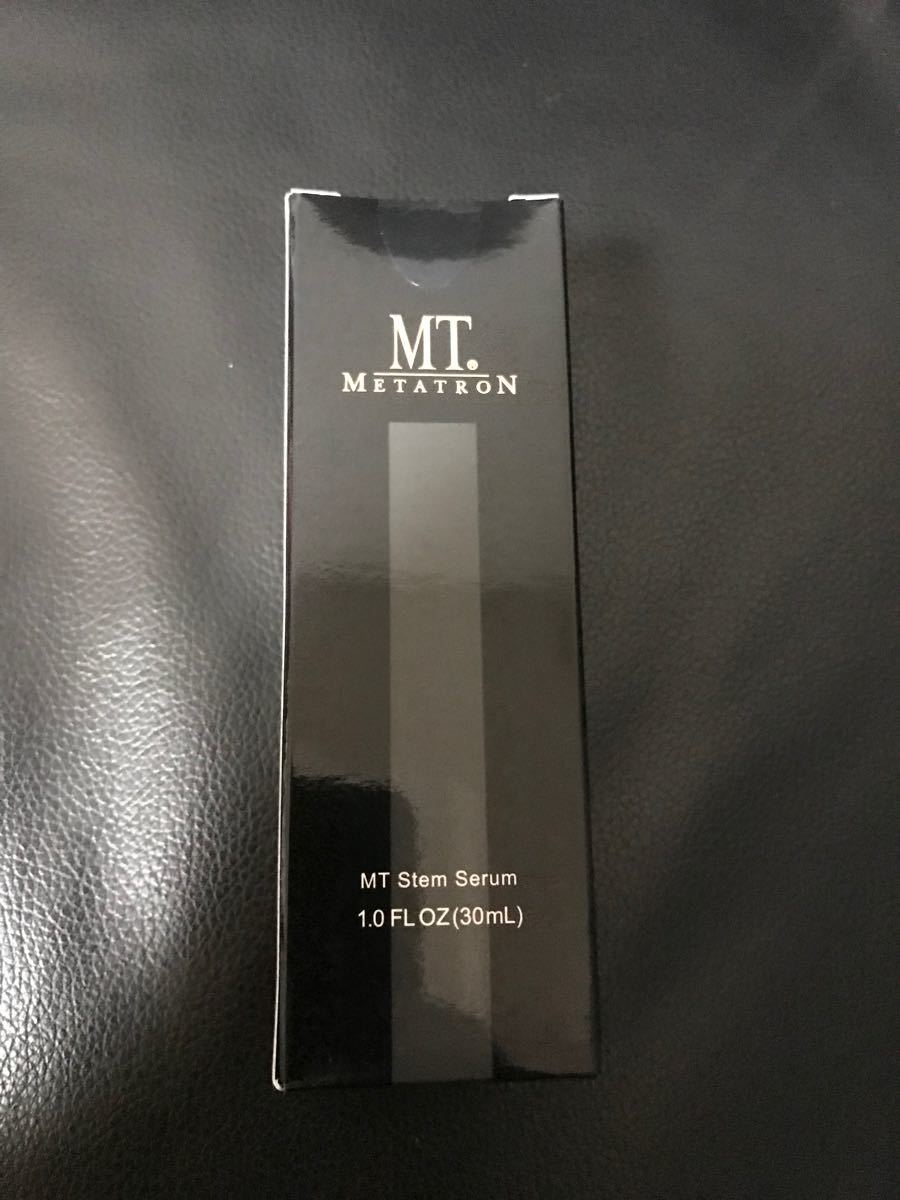 MT.®
METATRON
MT Stem Serum
1.0 FL OZ(30mL)